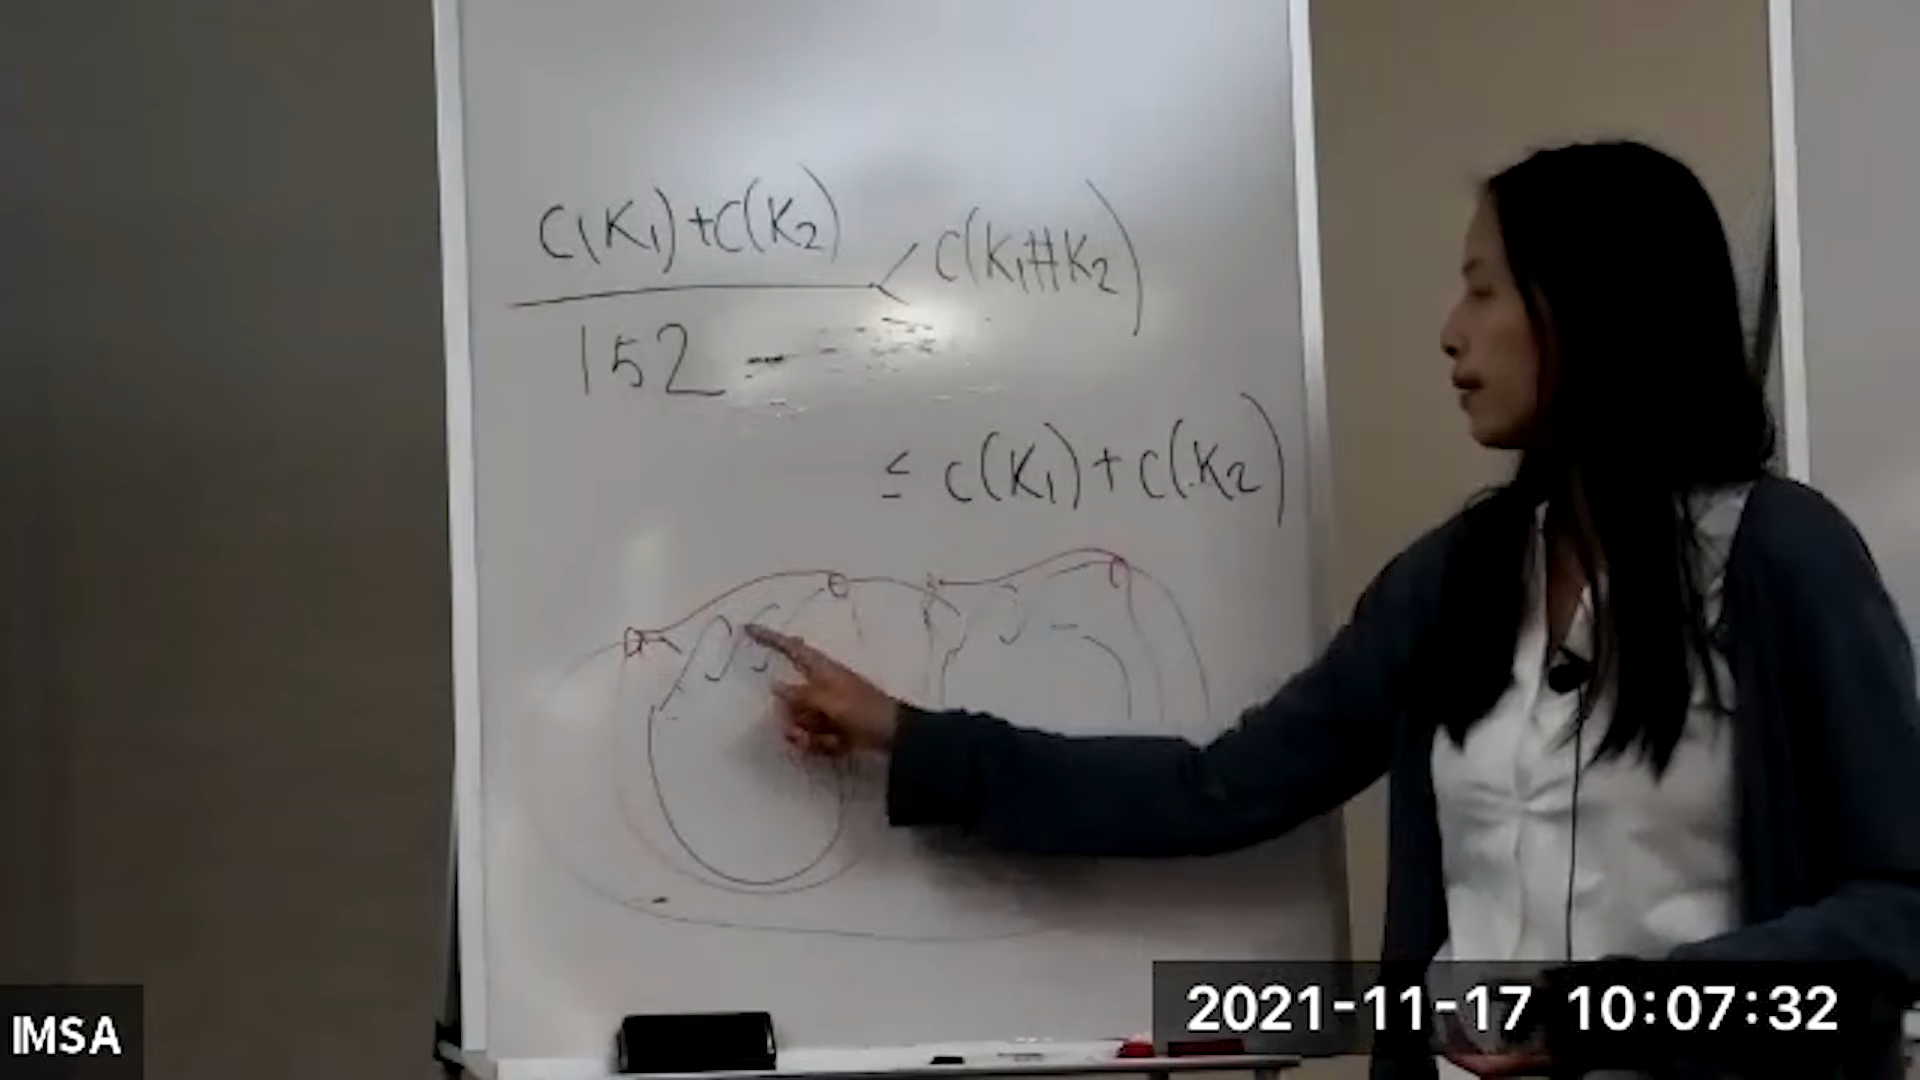 C(K₁)+C(K₂)
< C(K₁#K₂)
152
≤ C(K₁)+C(K₂)
IMSA
2021-11-17 10:07:32